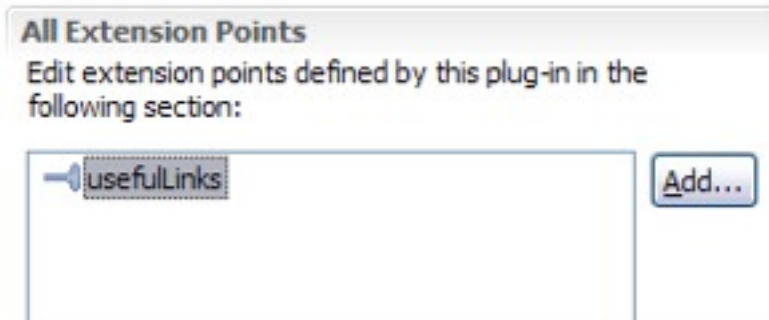 All Extension Points
Edit extension points defined by this plug-in in the
following section:
usefulLinks
Add...